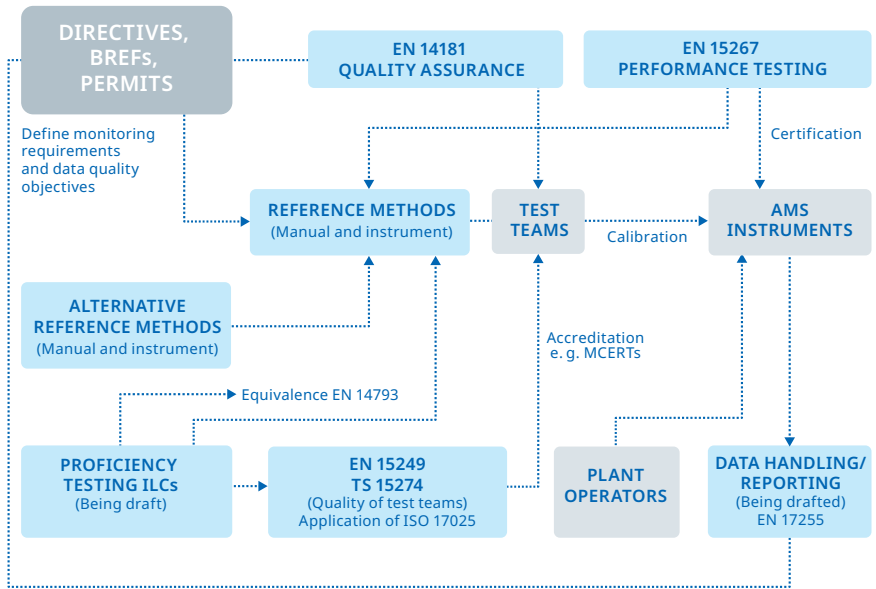 DIRECTIVES,
BREFs,
PERMITS
EN 14181
QUALITY ASSURANCE
EN 15267
PERFORMANCE TESTING
Define monitoring
requirements
and data quality
objectives
Certification
REFERENCE METHODS
(Manual and instrument)
TEST
TEAMS
Calibration
AMS
INSTRUMENTS
ALTERNATIVE
REFERENCE METHODS
(Manual and instrument)
Accreditation
e. g. MCERTs
Equivalence EN 14793
PROFICIENCY
TESTING ILCs
(Being draft)
EN 15249
TS 15274
(Quality of test teams)
Application of ISO 17025
PLANT
OPERATORS
DATA HANDLING/
REPORTING
(Being drafted)
EN 17255